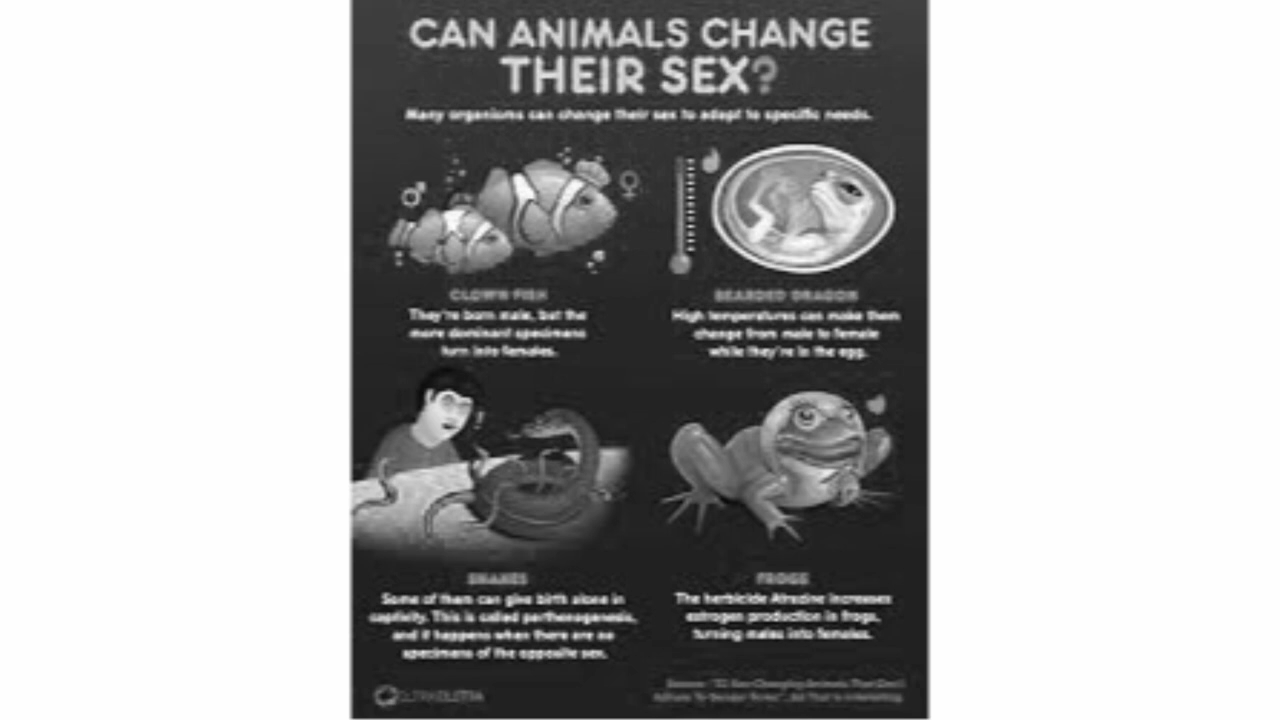 CAN ANIMALS CHANGE
THEIR SEX?
Many organisms can change their sex to adapt to specific needs.
CLOWN FISH
They're born male, but the
more dominant specimens
turn into females.
BEARDED DRAGON
High temperatures can make them
change from male to female
while they're in the egg.
SNAKES
Some of them can give birth alone in
captivity. This is called parthenogenesis,
and it happens when there are no
specimens of the opposite sex.
FROGS
The herbicide Atrazine increases
estrogen production in frogs,
turning males into females.